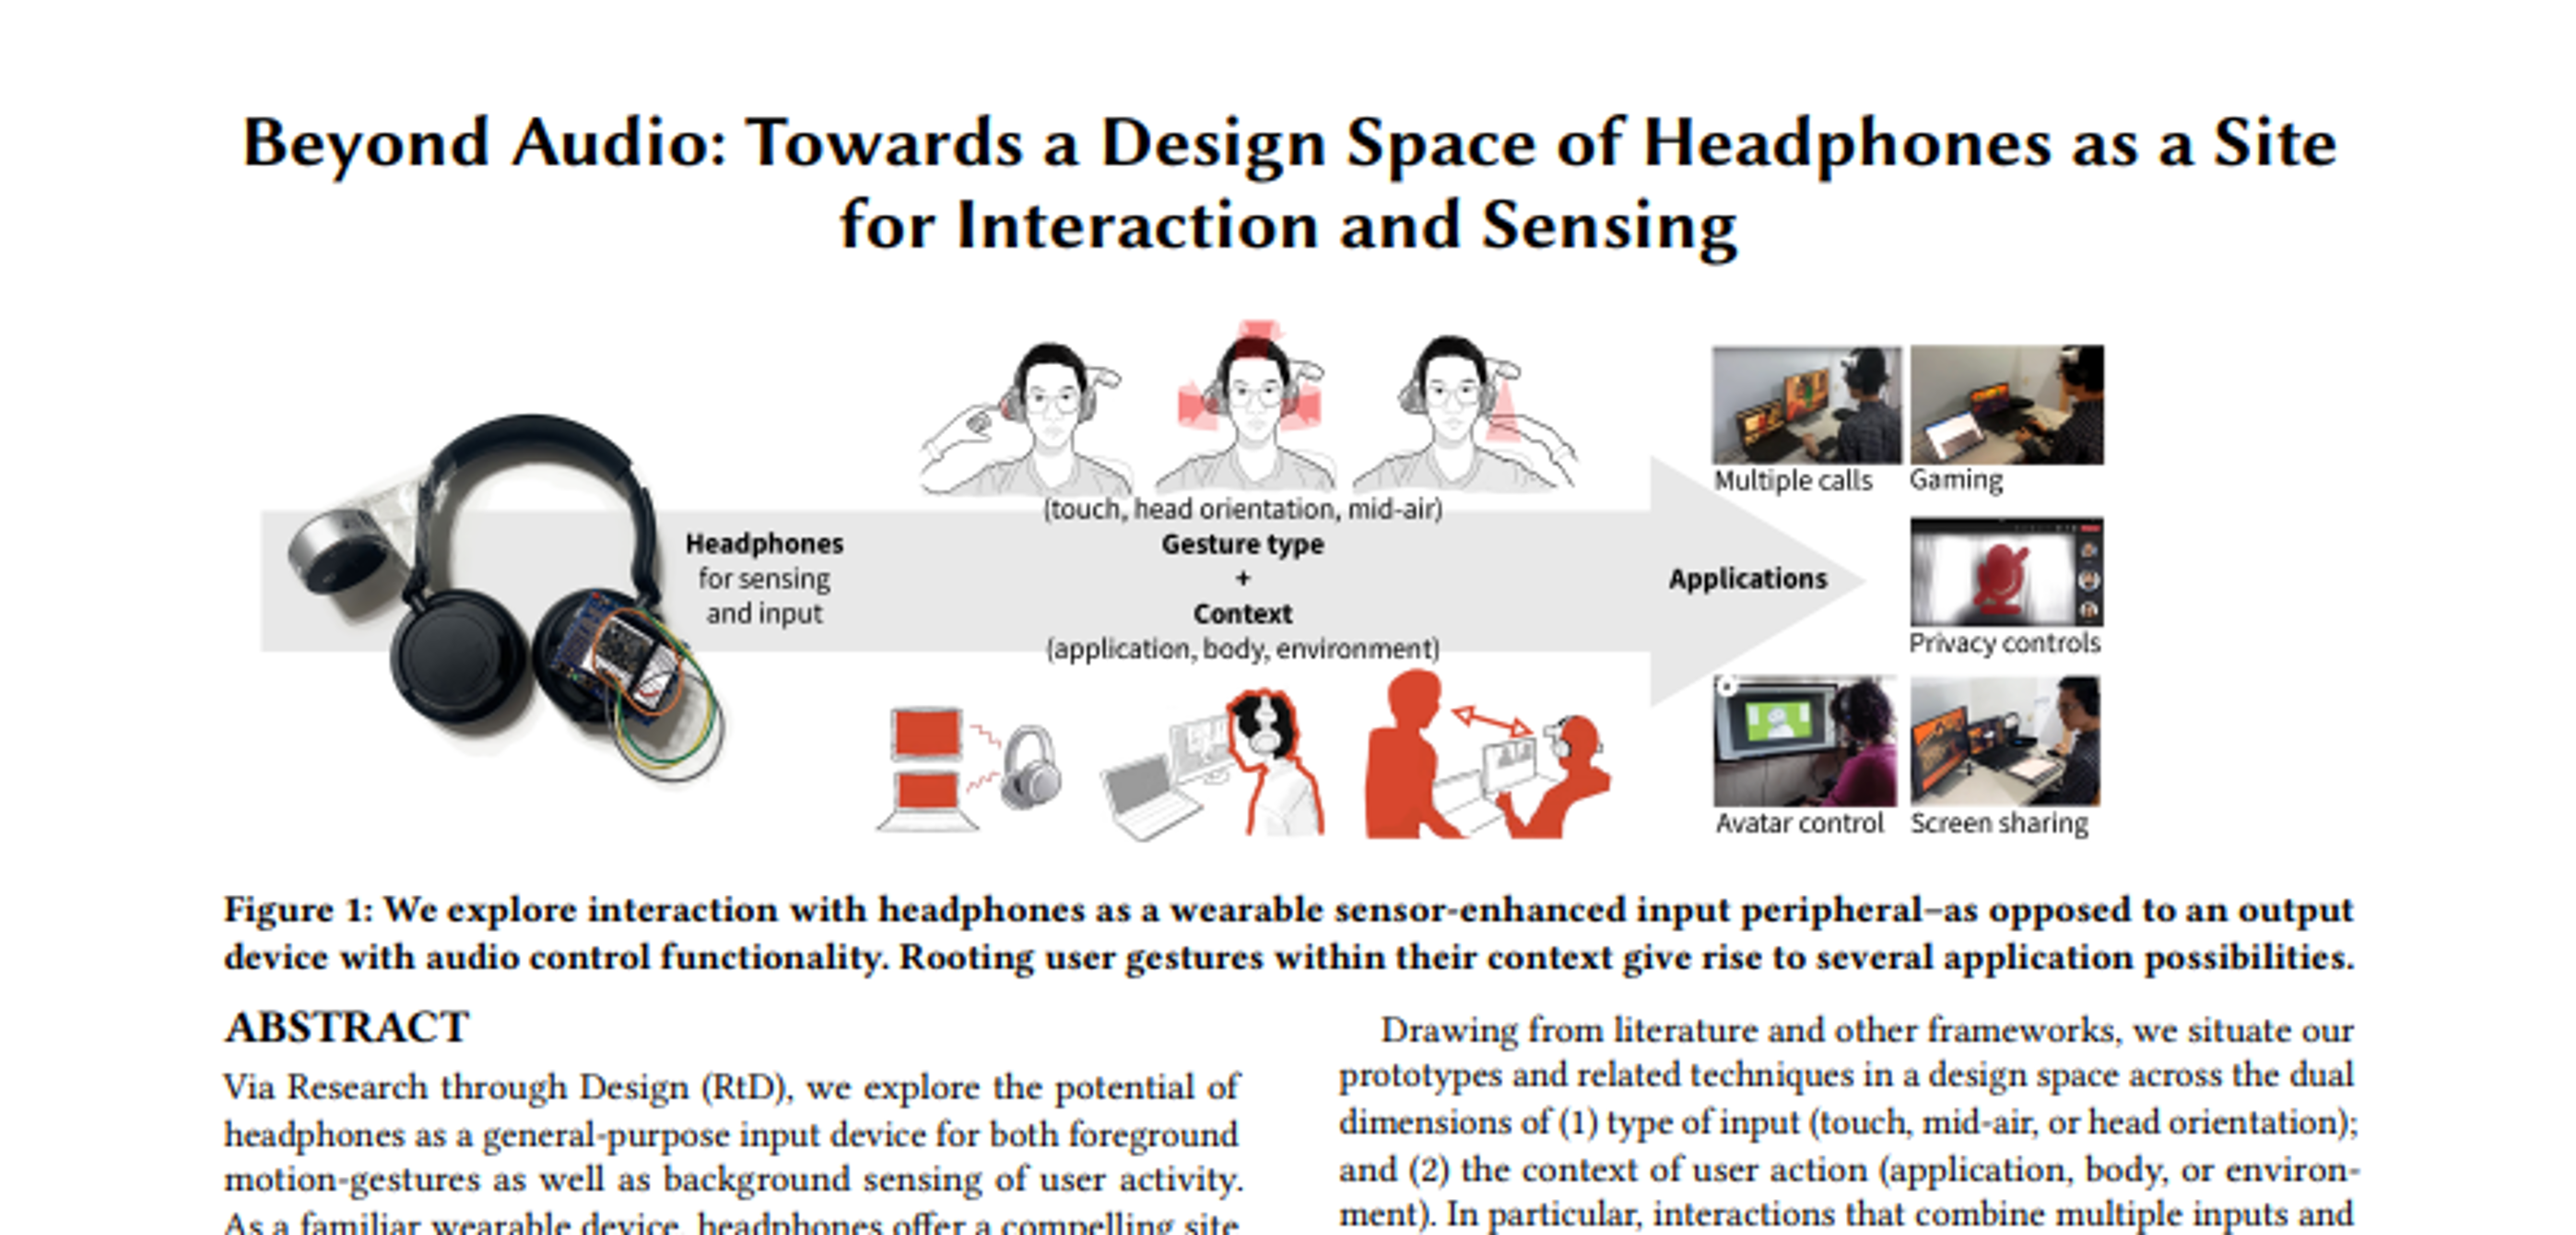 Beyond Audio: Towards a Design Space of Headphones as a Site
for Interaction and Sensing
Headphones
for sensing
and input
(touch, head orientation, mid-air)
Gesture type
+
Context
(application, body, environment)
Applications
Multiple calls
Gaming
Privacy controls
Avatar control
Screen sharing
Figure 1: We explore interaction with headphones as a wearable sensor-enhanced input peripheral–as opposed to an output
device with audio control functionality. Rooting user gestures within their context give rise to several application possibilities.
ABSTRACT
Via Research through Design (RtD), we explore the potential of
headphones as a general-purpose input device for both foreground
motion-gestures as well as background sensing of user activity.
As a familiar wearable device, headphones offer a compelling site
Drawing from literature and other frameworks, we situate our
prototypes and related techniques in a design space across the dual
dimensions of (1) type of input (touch, mid-air, or head orientation);
and (2) the context of user action (application, body, or environ-
ment). In particular, interactions that combine multiple inputs and